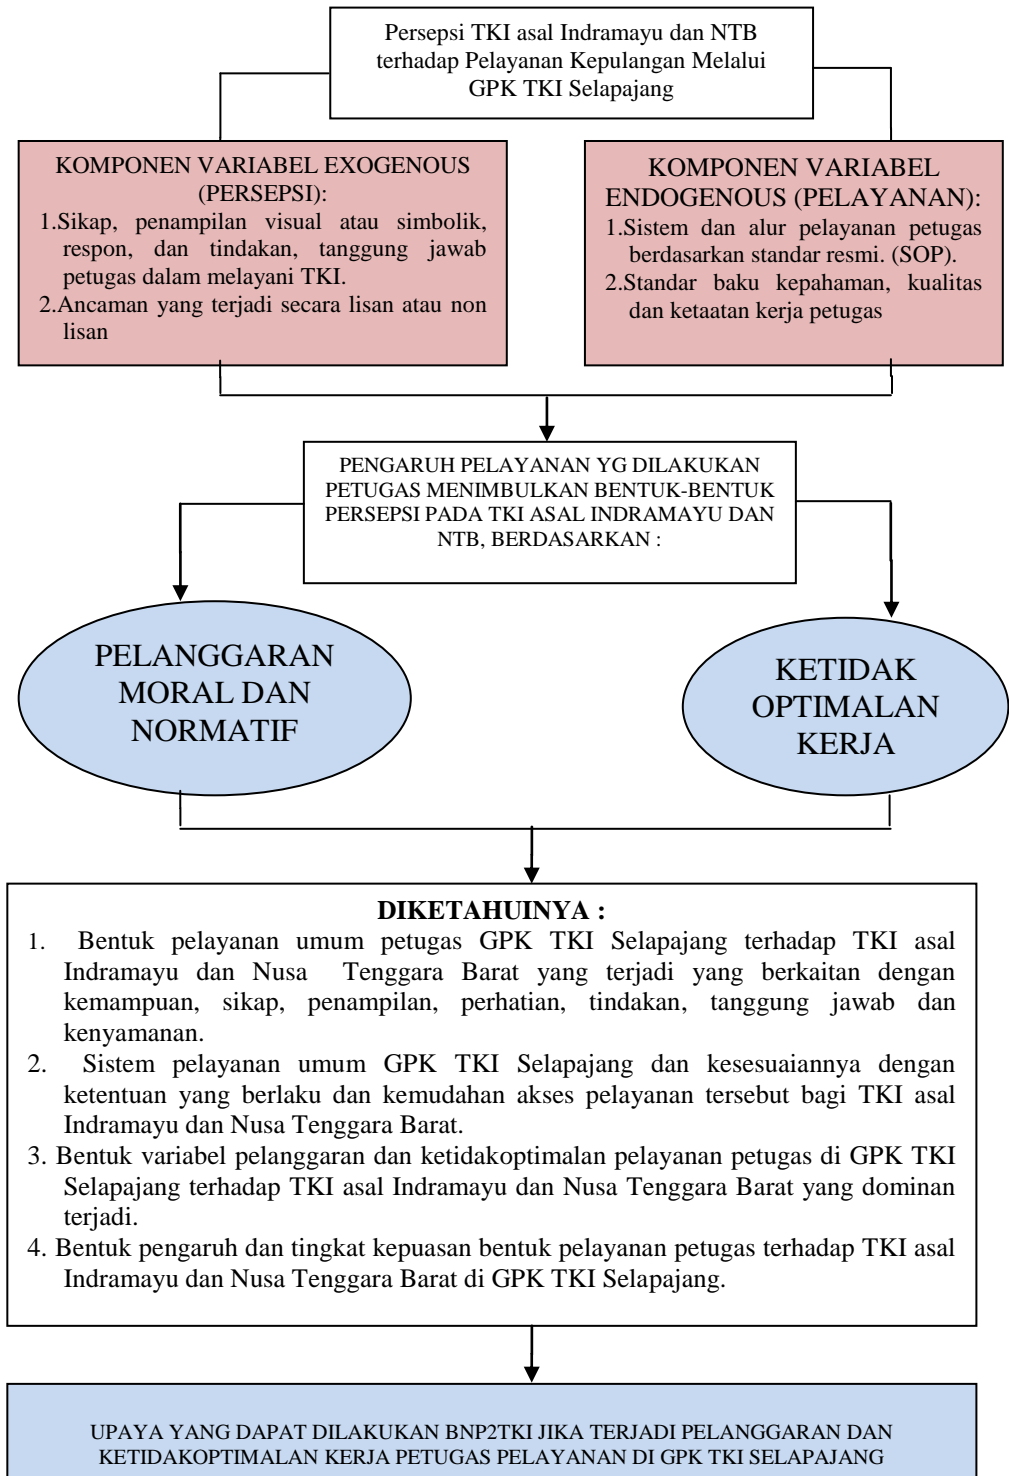 Persepsi TKI asal Indramayu dan NTB
terhadap Pelayanan Kepulangan Melalui
GPK TKI Selapajang
KOMPONEN VARIABEL EXOGENOUS
(PERSEPSI):
1.Sikap, penampilan visual atau simbolik,
respon, dan tindakan, tanggung jawab
petugas dalam melayani TKI.
2.Ancaman yang terjadi secara lisan atau non
lisan
KOMPONEN VARIABEL
ENDOGENOUS (PELAYANAN):
1.Sistem dan alur pelayanan petugas
berdasarkan standar resmi. (SOP).
2.Standar baku kepahaman, kualitas
dan ketaatan kerja petugas
PENGARUH PELAYANAN YG DILAKUKAN
PETUGAS MENIMBULKAN BENTUK-BENTUK
PERSEPSI PADA TKI ASAL INDRAMAYU DAN
NTB, BERDASARKAN :
PELANGGARAN
MORAL DAN
NORMATIF
KETIDAK
OPTIMALAN
KERJA
DIKETAHUINYA :
1. Bentuk pelayanan umum petugas GPK TKI Selapajang terhadap TKI asal
Indramayu dan Nusa Tenggara Barat yang terjadi yang berkaitan dengan
kemampuan, sikap, penampilan, perhatian, tindakan, tanggung jawab dan
kenyamanan.
2. Sistem pelayanan umum GPK TKI Selapajang dan kesesuaiannya dengan
ketentuan yang berlaku dan kemudahan akses pelayanan tersebut bagi TKI asal
Indramayu dan Nusa Tenggara Barat.
3. Bentuk variabel pelanggaran dan ketidakoptimalan pelayanan petugas di GPK TKI
Selapajang terhadap TKI asal Indramayu dan Nusa Tenggara Barat yang dominan
terjadi.
4. Bentuk pengaruh dan tingkat kepuasan bentuk pelayanan petugas terhadap TKI asal
Indramayu dan Nusa Tenggara Barat di GPK TKI Selapajang.
UPAYA YANG DAPAT DILAKUKAN BNP2TKI JIKA TERJADI PELANGGARAN DAN
KETIDAKOPTIMALAN KERJA PETUGAS PELAYANAN DI GPK TKI SELAPAJANG